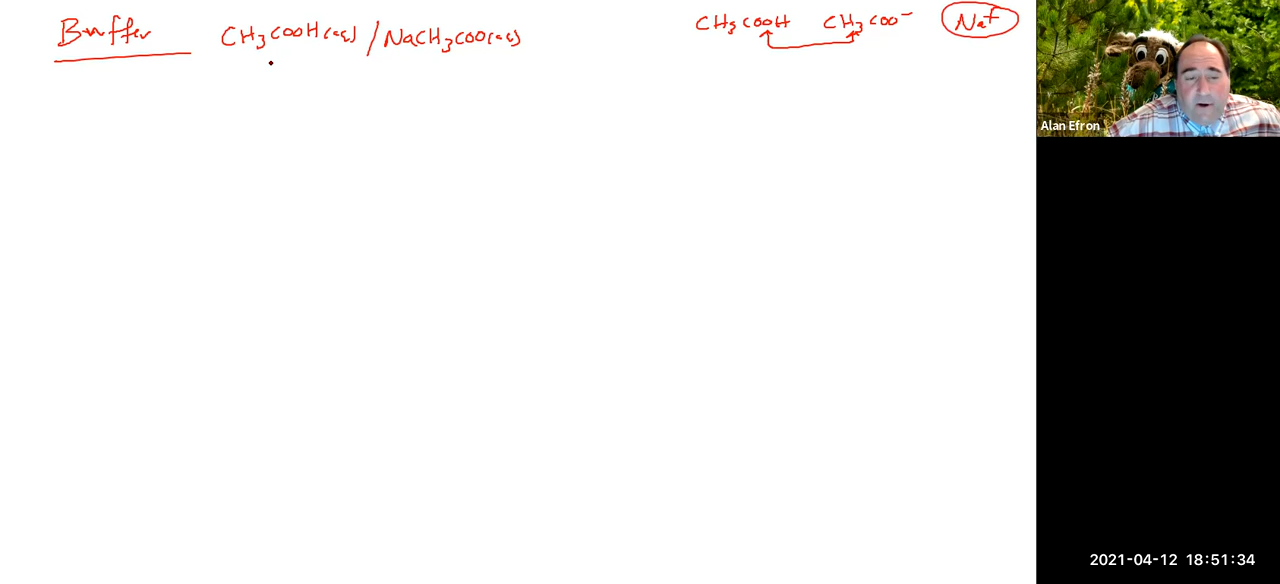 Buffer CH3COOH(aq) / NaCH3COO(aq) CH3COOH CH3COO⁻ Na⁺
Alan Efron
2021-04-12 18:51:34